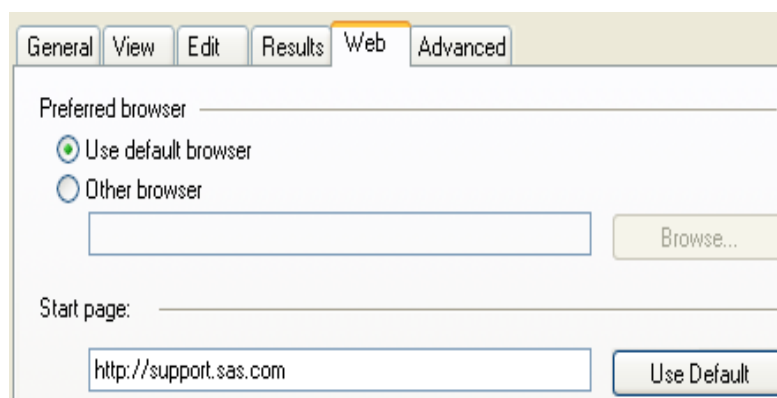 General View Edit Results Web Advanced
Preferred browser
Use default browser
Other browser
Browse...
Start page:
http://support.sas.com Use Default